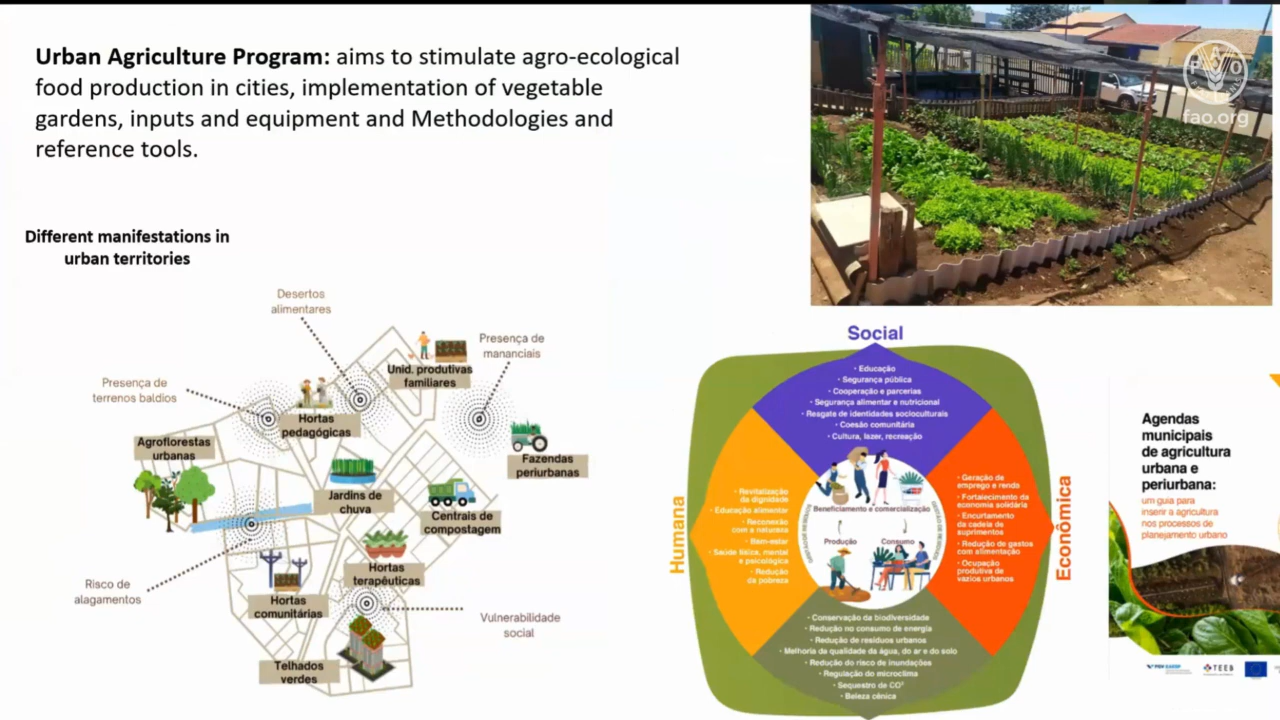 Urban Agriculture Program: aims to stimulate agro-ecological
food production in cities, implementation of vegetable
gardens, inputs and equipment and Methodologies and
reference tools.
FAO
fao.org
Different manifestations in
urban territories
Desertos
alimentares
Presença de
mananciais
Presença de
terrenos baldios
Unid. produtivas
familiares
Hortas
pedagógicas
Agroflorestas
urbanas
Fazendas
periurbanas
Jardins de
chuva
Centrais de
compostagem
Hortas
terapêuticas
Risco de
alagamentos
Hortas
comunitárias
Vulnerabilidade
social
Telhados
verdes
Social
• Educação
• Segurança pública
• Cooperação e parcerias
• Segurança alimentar e nutricional
• Resgate de identidades socioculturais
• Coesão comunitária
• Cultura, lazer, recreação
Humana
• Revitalização
da dignidade
• Educação alimentar
• Reconexão
com a natureza
• Bem-estar
• Saúde física, mental
e psicológica
• Redução
da pobreza
Beneficiamento e comercialização
Produção
Consumo
Econômica
• Geração de
emprego e renda
• Fortalecimento da
economia solidária
• Encurtamento
da cadeia de
suprimentos
• Redução de gastos
com alimentação
• Ocupação
produtiva de
vazios urbanos
• Conservação da biodiversidade
• Redução no consumo de energia
• Redução de resíduos urbanos
• Melhoria da qualidade da água, do ar e do solo
• Redução do risco de inundações
• Regulação do microclima
• Sequestro de CO²
• Beleza cênica
Agendas
municipais
de agricultura
urbana e
periurbana:
um guia para
inserir a agricultura
nos processos de
planejamento urbano
TEEB